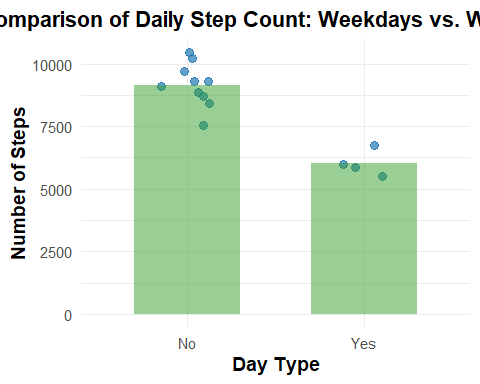 omparison of Daily Step Count: Weekdays vs. W
10000
7500
5000
2500
0
Number of Steps
No Yes
Day Type